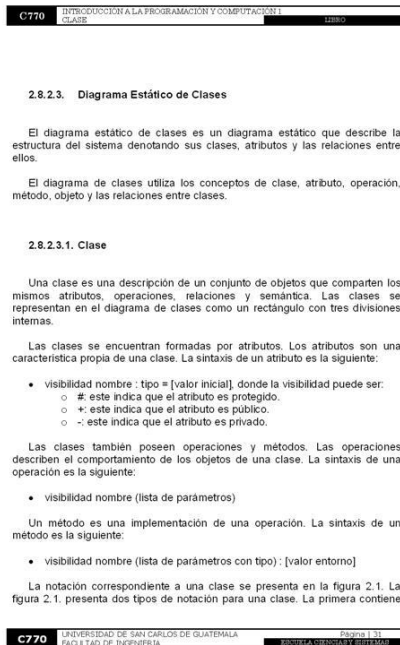 C770
INTRODUCCIÓN A LA PROGRAMACIÓN Y COMPUTACIÓN 1
CLASE
LIBRO
2.8.2.3. Diagrama Estático de Clases
El diagrama estático de clases es un diagrama estático que describe la
estructura del sistema denotando sus clases, atributos y las relaciones entre
ellos.
El diagrama de clases utiliza los conceptos de clase, atributo, operación,
método, objeto y las relaciones entre clases.
2.8.2.3.1. Clase
Una clase es una descripción de un conjunto de objetos que comparten los
mismos atributos, operaciones, relaciones y semántica. Las clases se
representan en el diagrama de clases como un rectángulo con tres divisiones
internas.
Las clases se encuentran formadas por atributos. Los atributos son una
característica propia de una clase. La sintaxis de un atributo es la siguiente:
• visibilidad nombre : tipo = [valor inicial], donde la visibilidad puede ser:
○ #: este indica que el atributo es protegido.
○ +: este indica que el atributo es público.
○ -: este indica que el atributo es privado.
Las clases también poseen operaciones y métodos. Las operaciones
describen el comportamiento de los objetos de una clase. La sintaxis de una
operación es la siguiente:
• visibilidad nombre (lista de parámetros)
Un método es una implementación de una operación. La sintaxis de un
método es la siguiente:
• visibilidad nombre (lista de parámetros con tipo) : [valor entorno]
La notación correspondiente a una clase se presenta en la figura 2.1. La
figura 2.1. presenta dos tipos de notación para una clase. La primera contiene
C770
UNIVERSIDAD DE SAN CARLOS DE GUATEMALA
FACULTAD DE INGENIERIA
Página | 31
ESCUELA CIENCIAS Y SISTEMAS